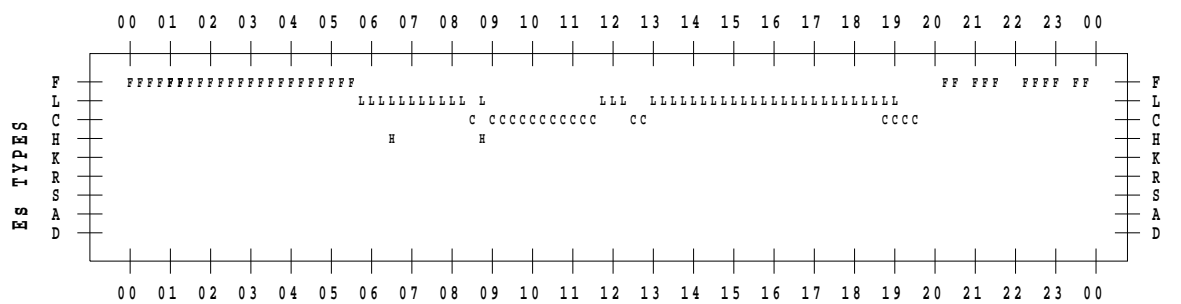 00 01 02 03 04 05 06 07 08 09 10 11 12 13 14 15 16 17 18 19 20 21 22 23 00
F FFFFFFFFFFFFFFFFFFFFFFF FF FFF FFFF FF F
L LLLLLLLLLLL L LLL LLLLLLLLLLLLLLLLLLLLLLLLL L
C C CCCCCCCCCCC CC CCCC C
H H H H
K K
R R
S S
A A
D D
Es TYPES
00 01 02 03 04 05 06 07 08 09 10 11 12 13 14 15 16 17 18 19 20 21 22 23 00